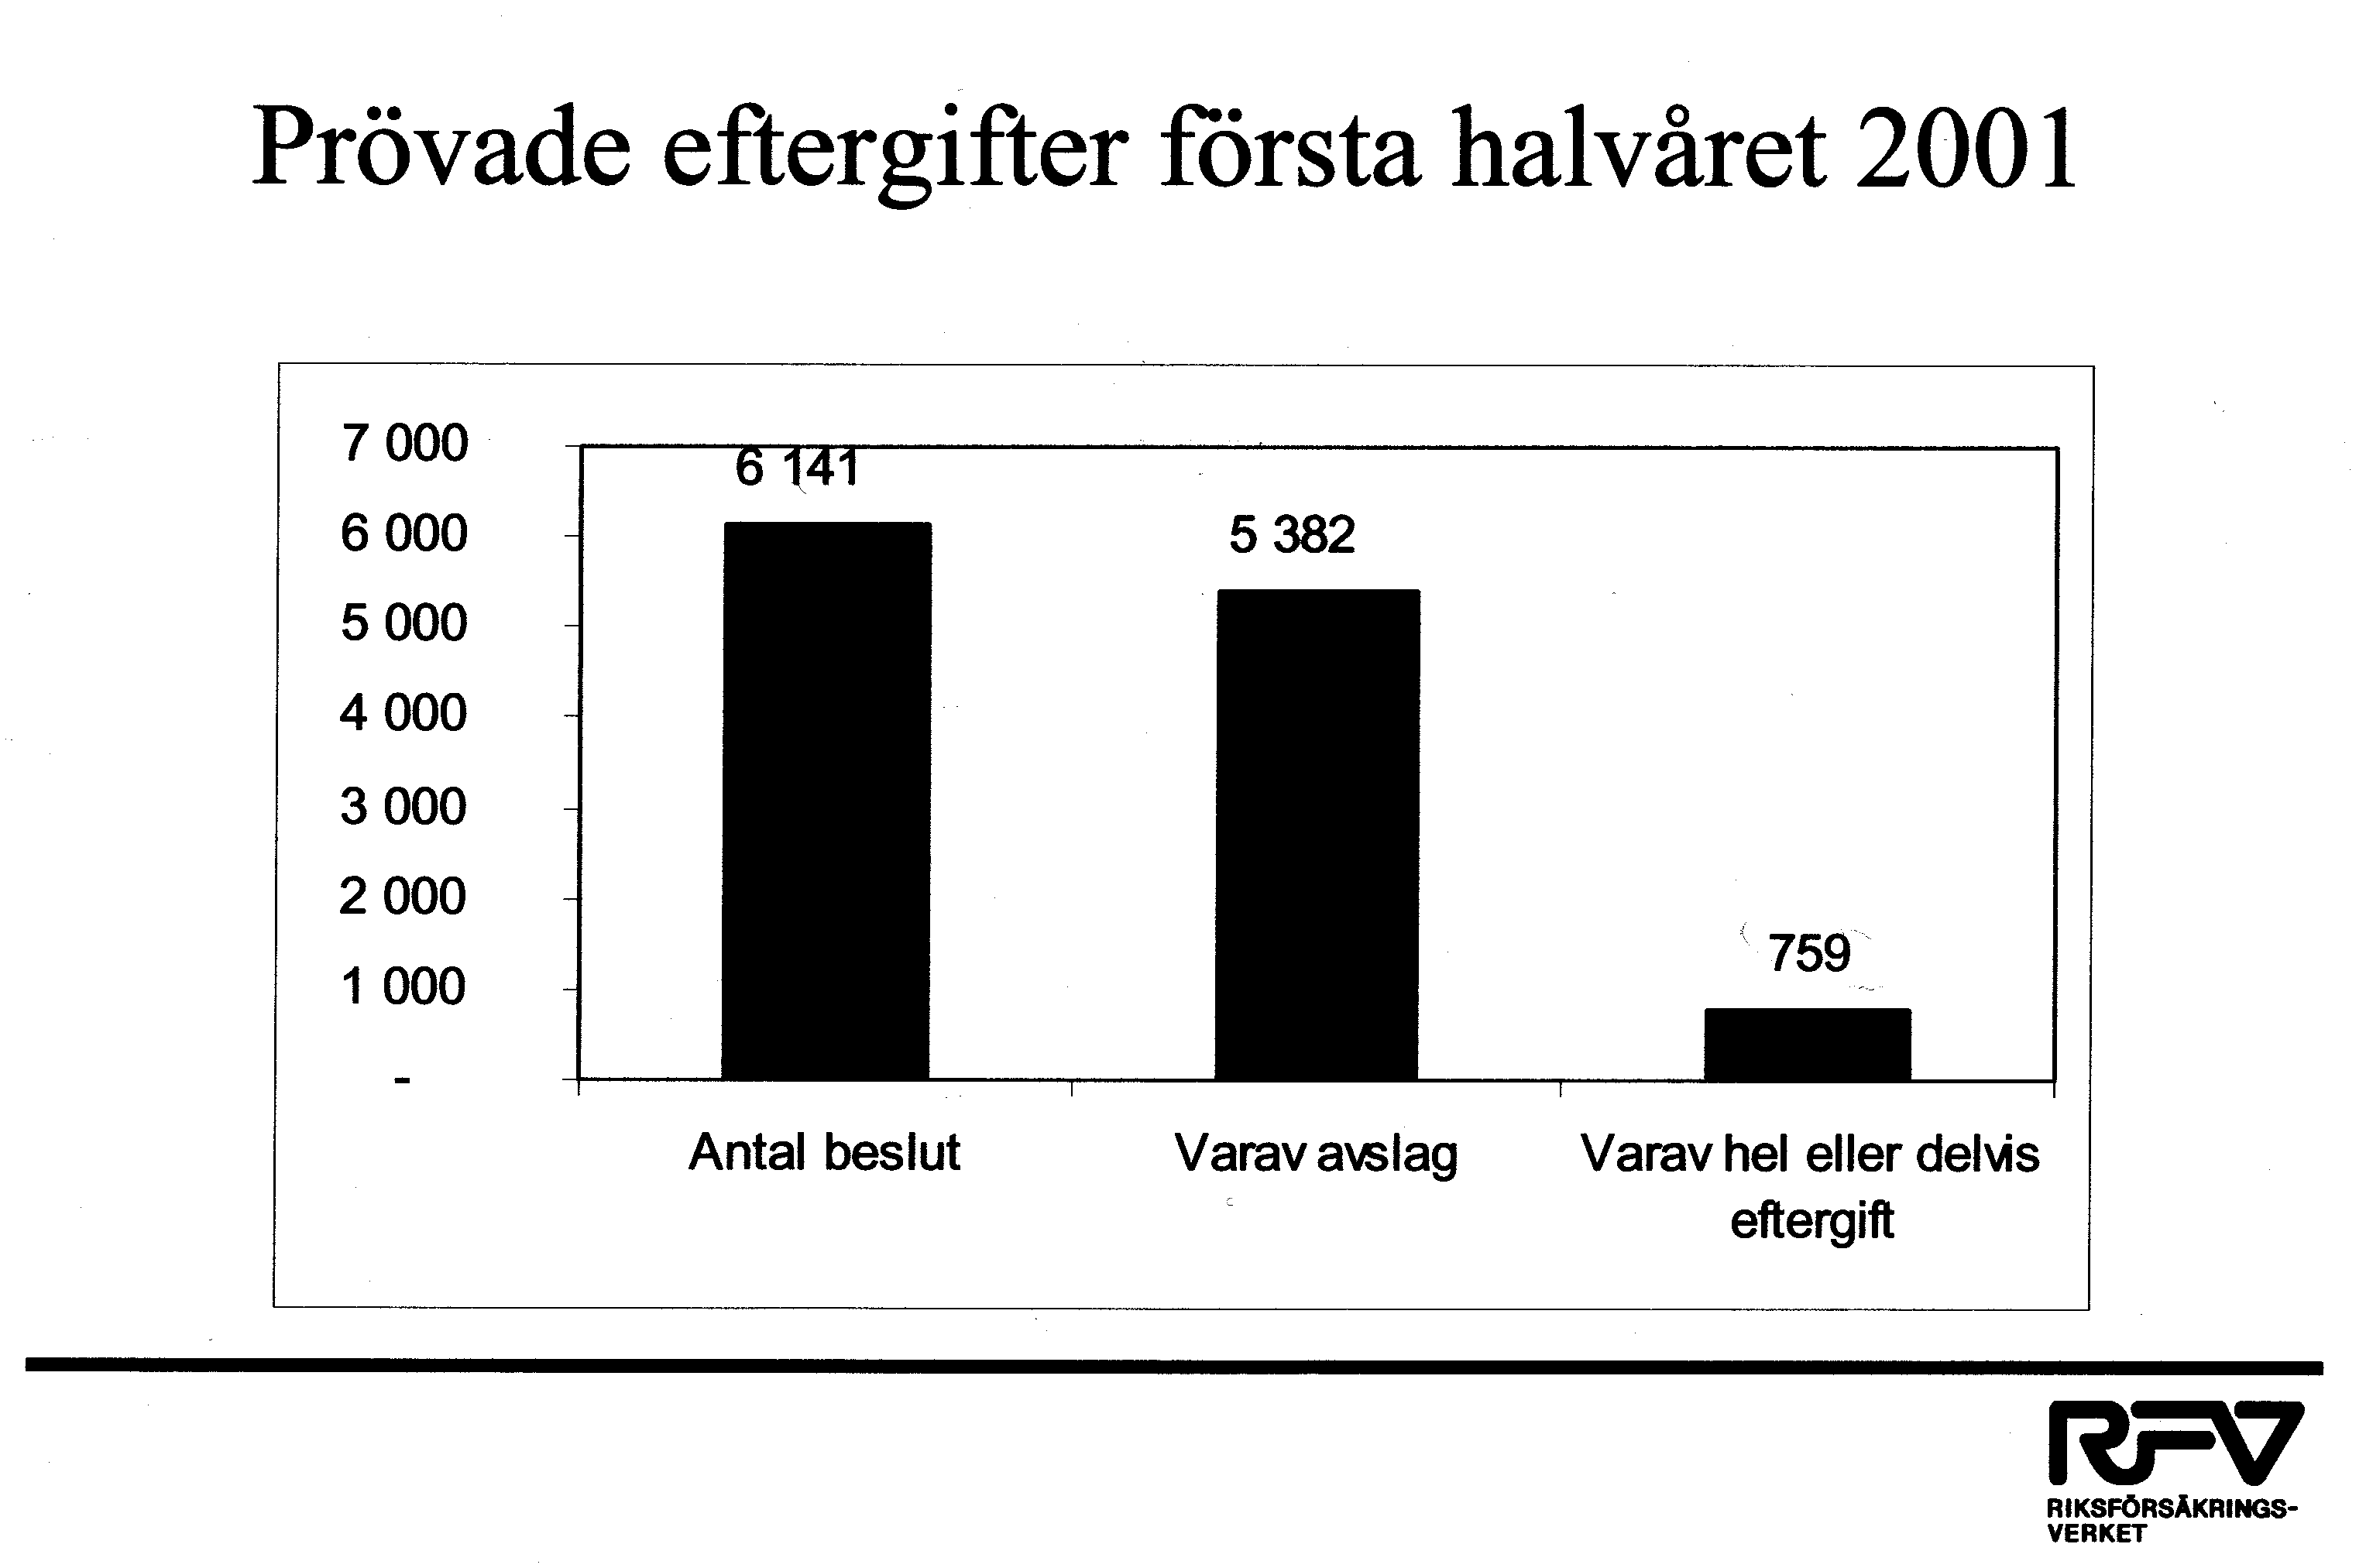 Prövade eftergifter första halvåret 2001
7 000
6 000
5 000
4 000
3 000
2 000
1 000
-
6 141
5 382
759
Antal beslut
Varav avslag
Varav hel eller delvis
eftergift
RFV
RIKSFÖRSÄKRINGS-
VERKET